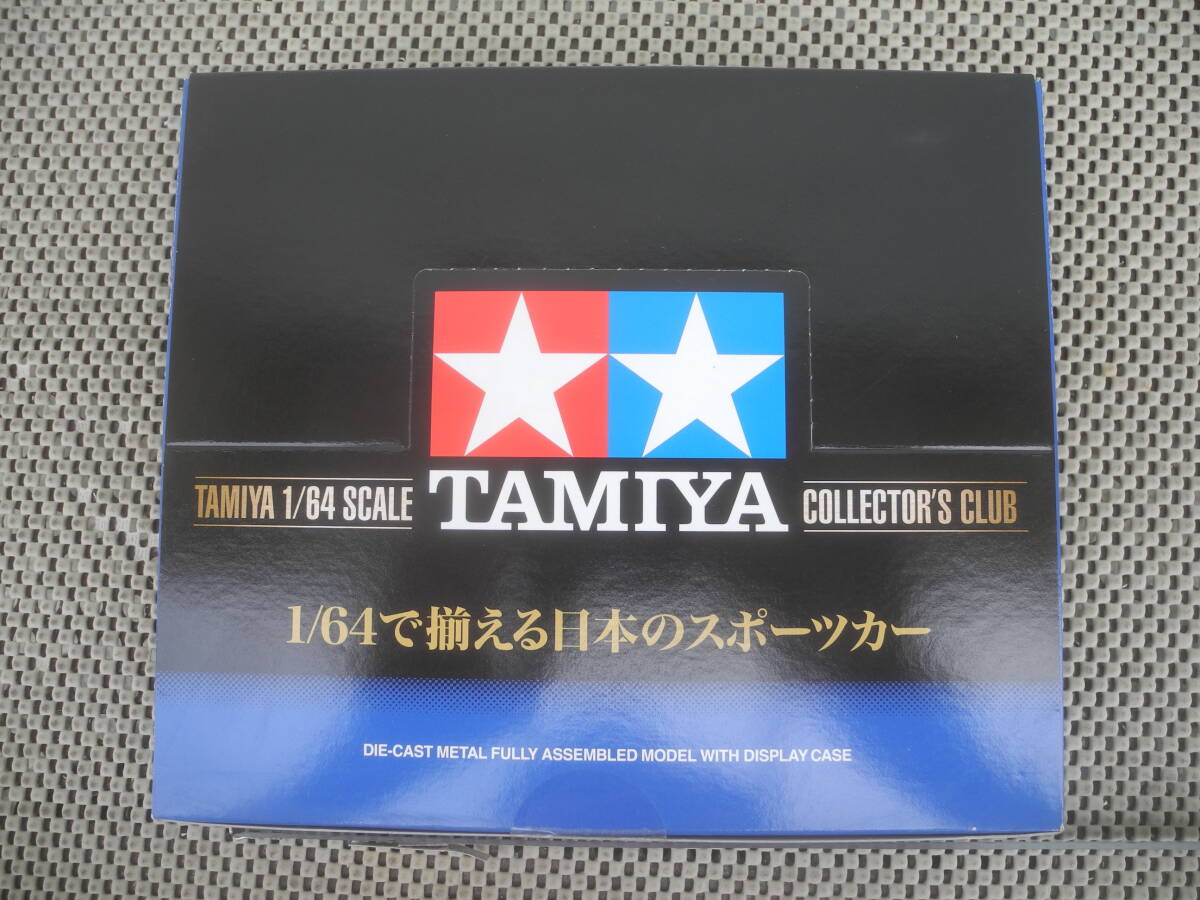 TAMIYA 1/64 SCALE
TAMIYA
COLLECTOR'S CLUB
1/64で揃える日本のスポーツカー
DIE-CAST METAL FULLY ASSEMBLED MODEL WITH DISPLAY CASE